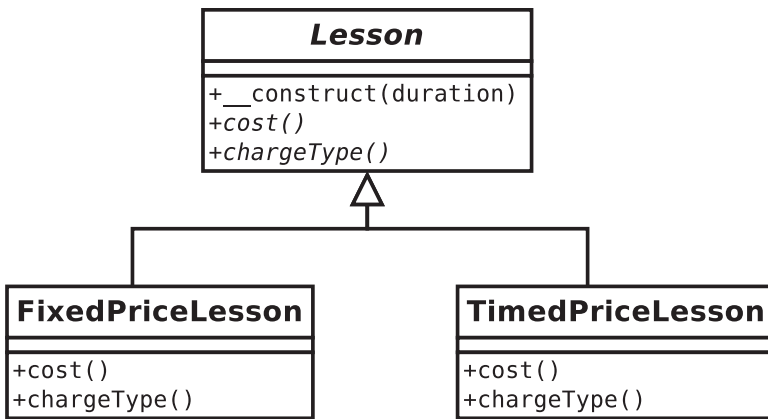 Lesson
+__construct(duration)
+cost()
+chargeType()
FixedPriceLesson
+cost()
+chargeType()
TimedPriceLesson
+cost()
+chargeType()